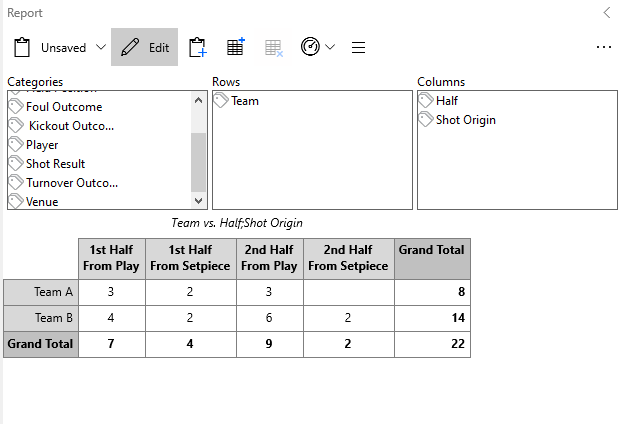 Report
Unsaved Edit
Categories Rows Columns
Foul Outcome Team Half
Kickout Outco... Shot Origin
Player
Shot Result
Turnover Outco...
Venue
Team vs. Half;Shot Origin
1st Half 1st Half 2nd Half 2nd Half Grand Total
From Play From Setpiece From Play From Setpiece
Team A 3 2 3 8
Team B 4 2 6 2 14
Grand Total 7 4 9 2 22